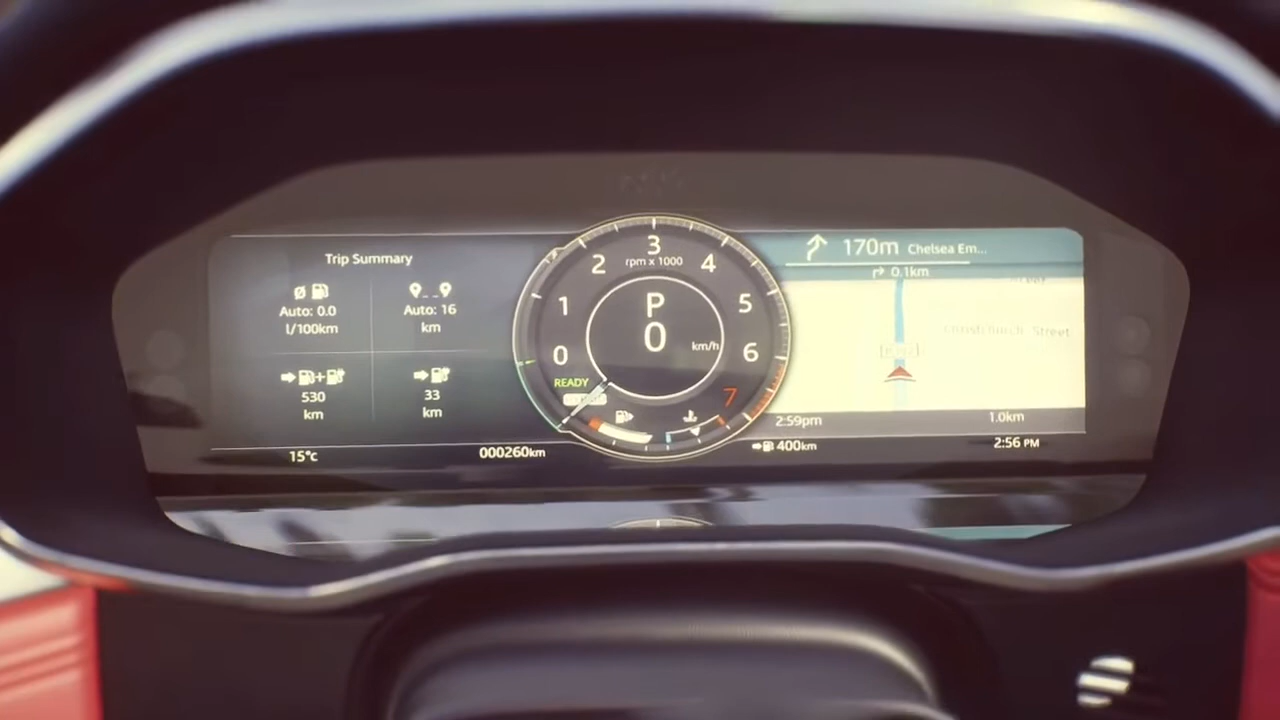 Trip Summary
Auto: 0.0
l/100km
Auto: 16
km
530
km
33
km
15°c
000260km
0
1
2
3
4
5
6
7
rpm x 1000
P
0
km/h
READY
170m Chelsea Em...
0.1km
Christchurch Street
2:59pm
1.0km
400km
2:56 PM